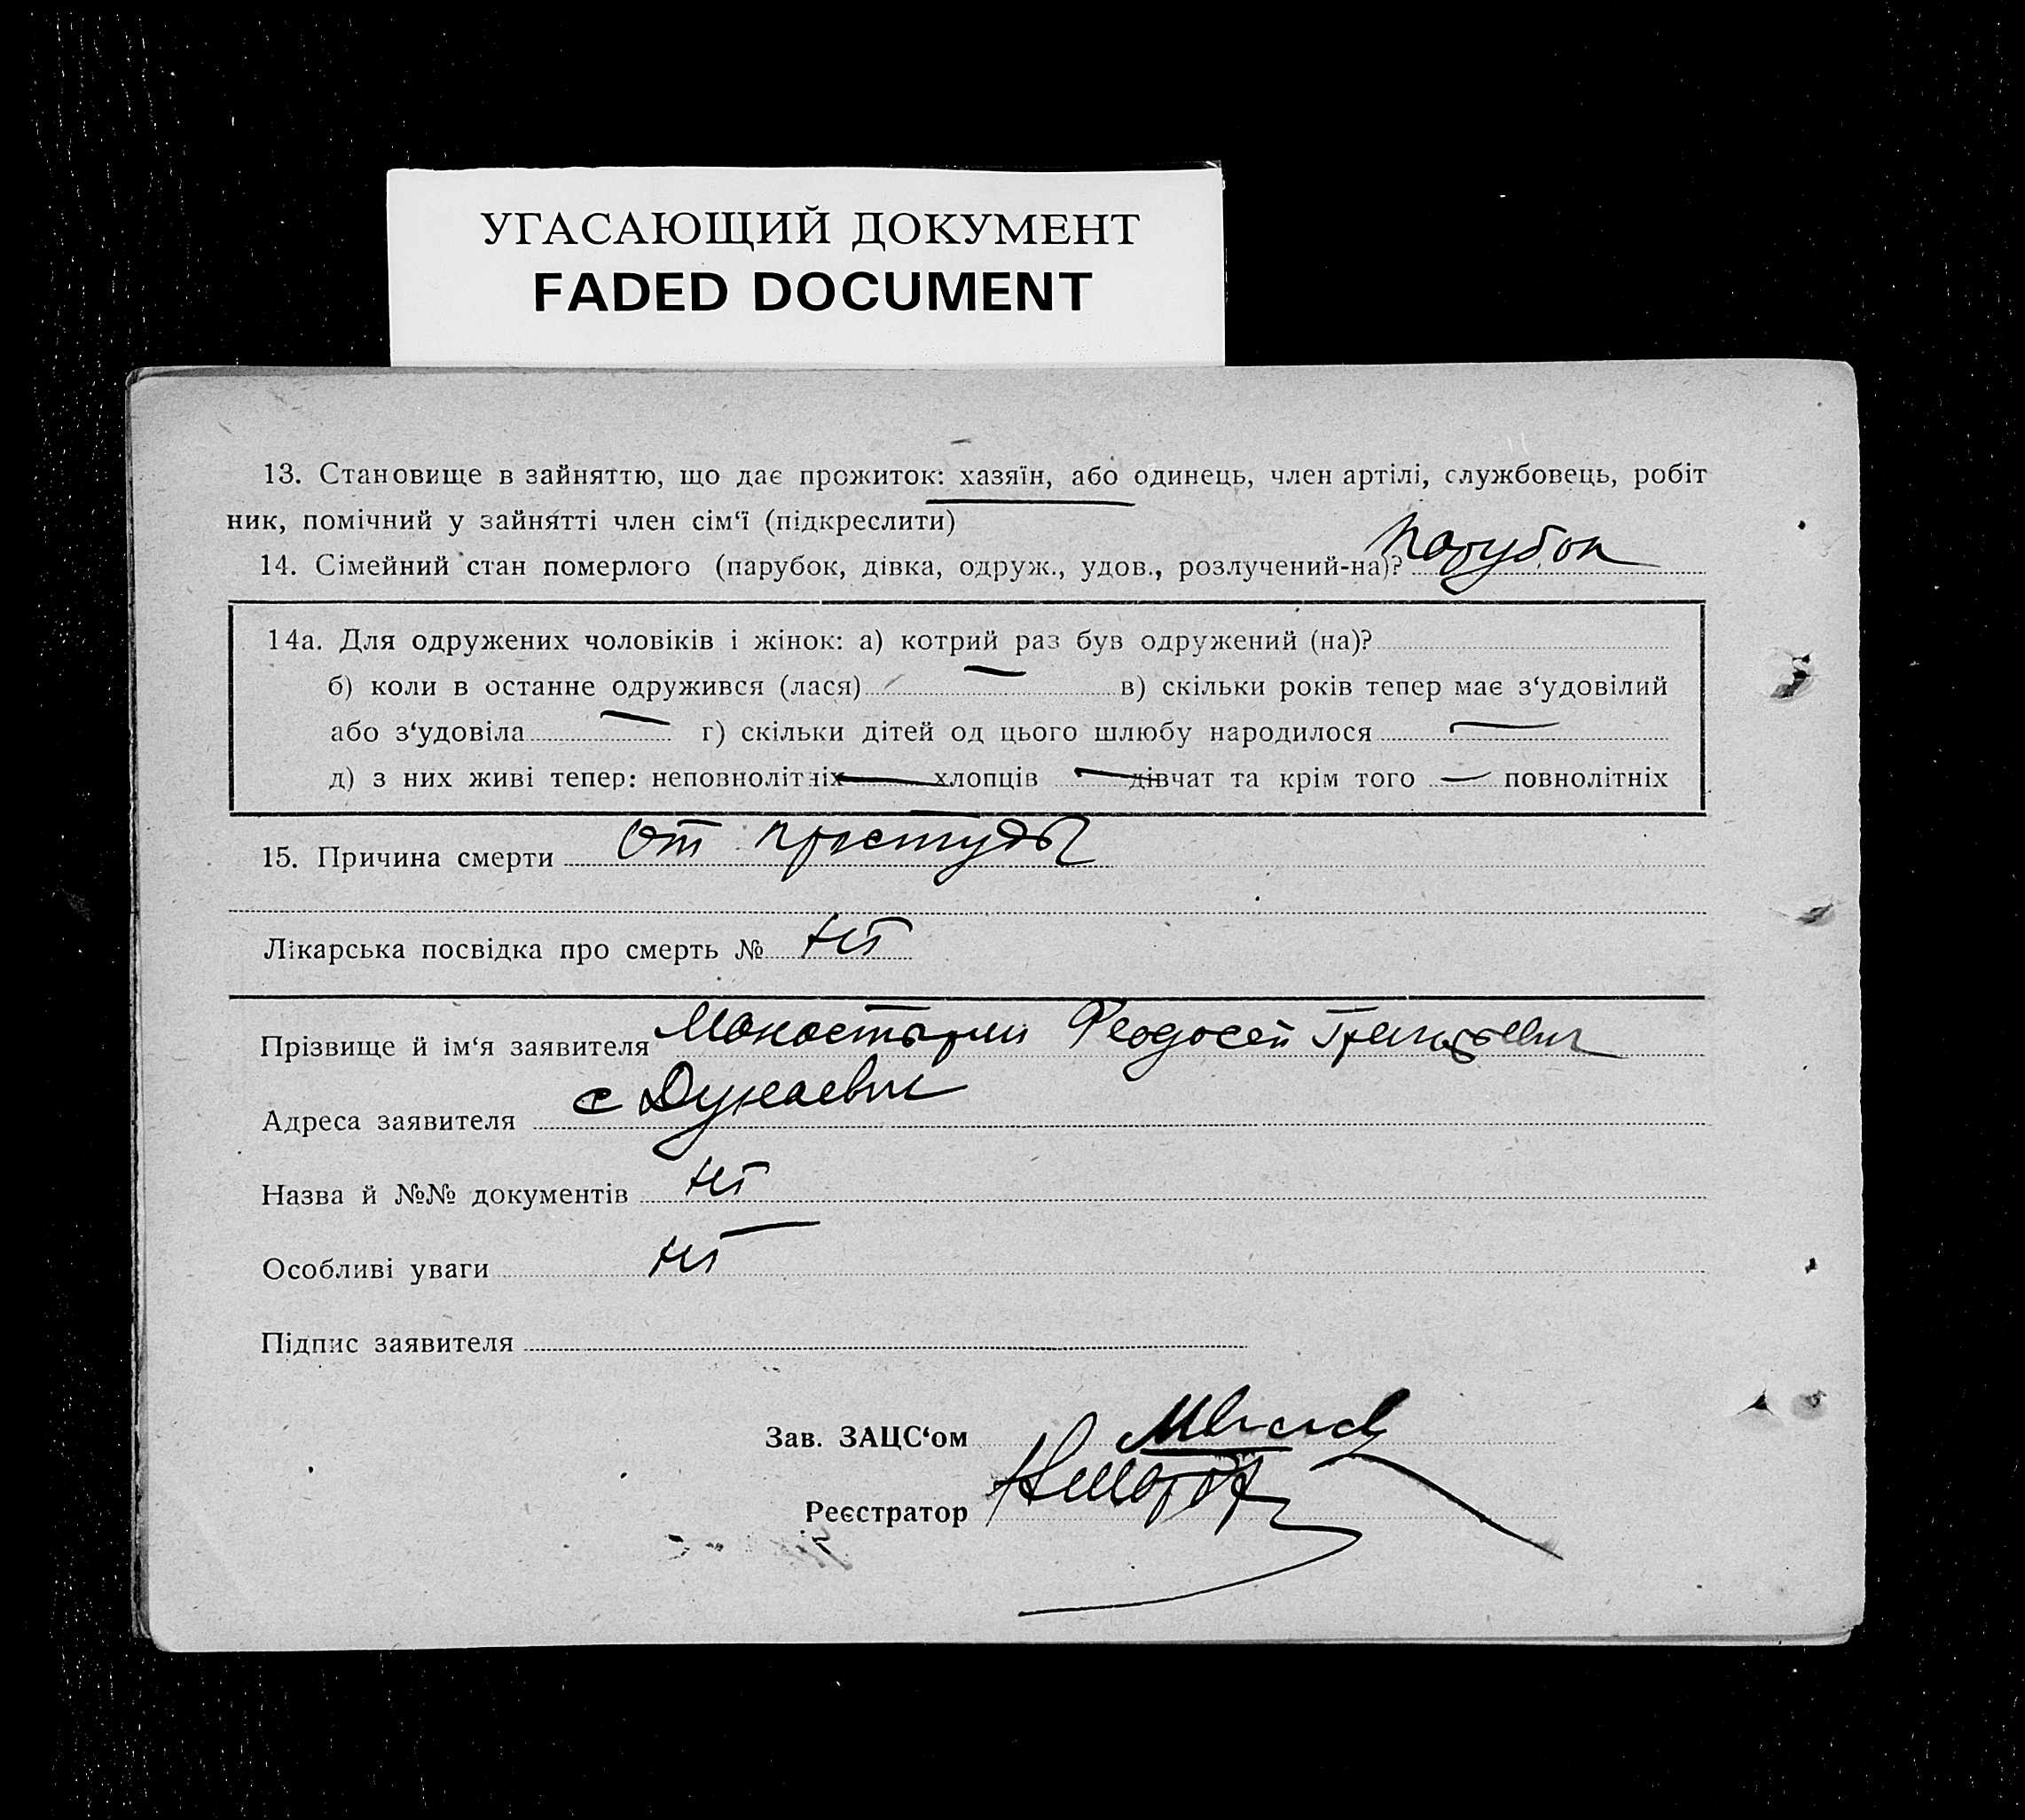 УГАСАЮЩИЙ ДОКУМЕНТ
FADED DOCUMENT
13. Становище в зайняттю, що дає прожиток: хазяїн, або одинець, член артілі, службовець, робіт
ник, помічний у зайнятті член сім‘ї (підкреслити)
14. Сімейний стан померлого (парубок, дівка, одруж., удов., розлучений-на)? парубок
14а. Для одружених чоловіків і жінок: а) котрий раз був одружений (на)?
б) коли в останне одружився (лася) — в) скільки років тепер має з‘удовілий
або з‘удовіла — г) скільки дітей од цього шлюбу народилося —
д) з них живі тепер: неповнолітніх — хлопців — дівчат та крім того — повнолітніх
15. Причина смерти от простуды
Лікарська посвідка про смерть № нет
Прізвище й ім‘я заявителя Феодосей Григорьевич
Адреса заявителя с Дунаевки
Назва й №№ документів нет
Особливі уваги нет
Підпис заявителя
Зав. ЗАЦС‘ом
Реєстратор